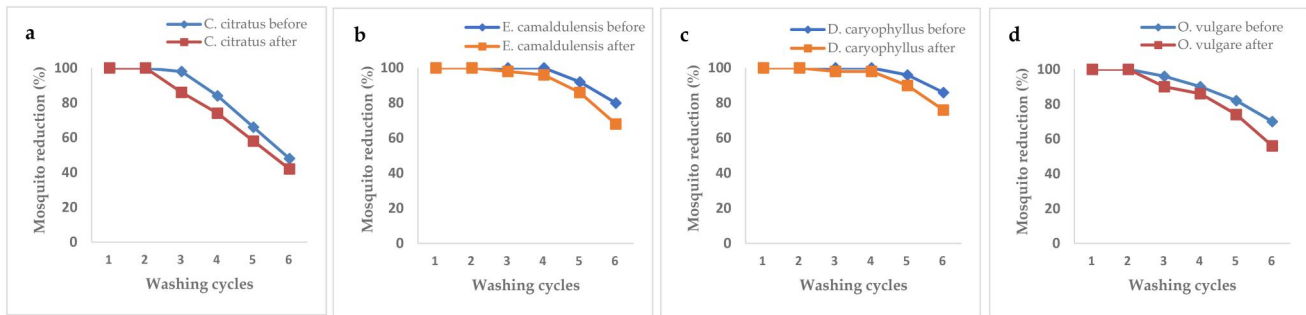 a
C. citratus before
C. citratus after
Mosquito reduction (%)
100
80
60
40
20
0
1 2 3 4 5 6
Washing cycles
b
E. camaldulensis before
E. camaldulensis after
Mosquito reduction (%)
100
80
60
40
20
0
1 2 3 4 5 6
Washing cycles
c
D. caryophyllus before
D. caryophyllus after
Mosquito reduction (%)
100
80
60
40
20
0
1 2 3 4 5 6
Washing cycles
d
O. vulgare before
O. vulgare after
Mosquito reduction (%)
100
80
60
40
20
0
1 2 3 4 5 6
Washing cycles